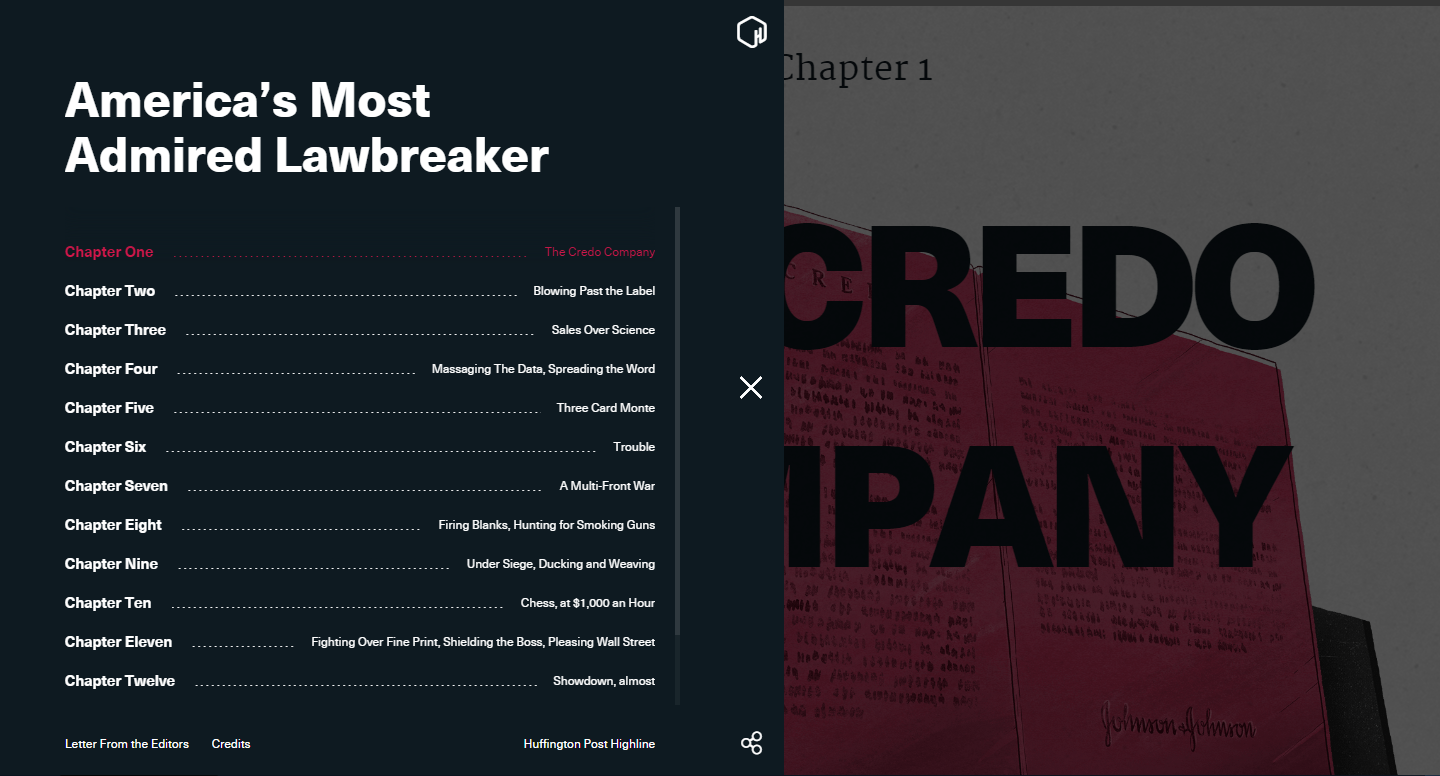 America's Most
Admired Lawbreaker
Chapter One The Credo Company
Chapter Two Blowing Past the Label
Chapter Three Sales Over Science
Chapter Four Massaging The Data, Spreading the Word
Chapter Five Three Card Monte
Chapter Six Trouble
Chapter Seven A Multi-Front War
Chapter Eight Firing Blanks, Hunting for Smoking Guns
Chapter Nine Under Siege, Ducking and Weaving
Chapter Ten Chess, at $1,000 an Hour
Chapter Eleven Fighting Over Fine Print, Shielding the Boss, Pleasing Wall Street
Chapter Twelve Showdown, almost
Letter From the Editors Credits Huffington Post Highline
Chapter 1
CREDO
MPANY
Johnson & Johnson